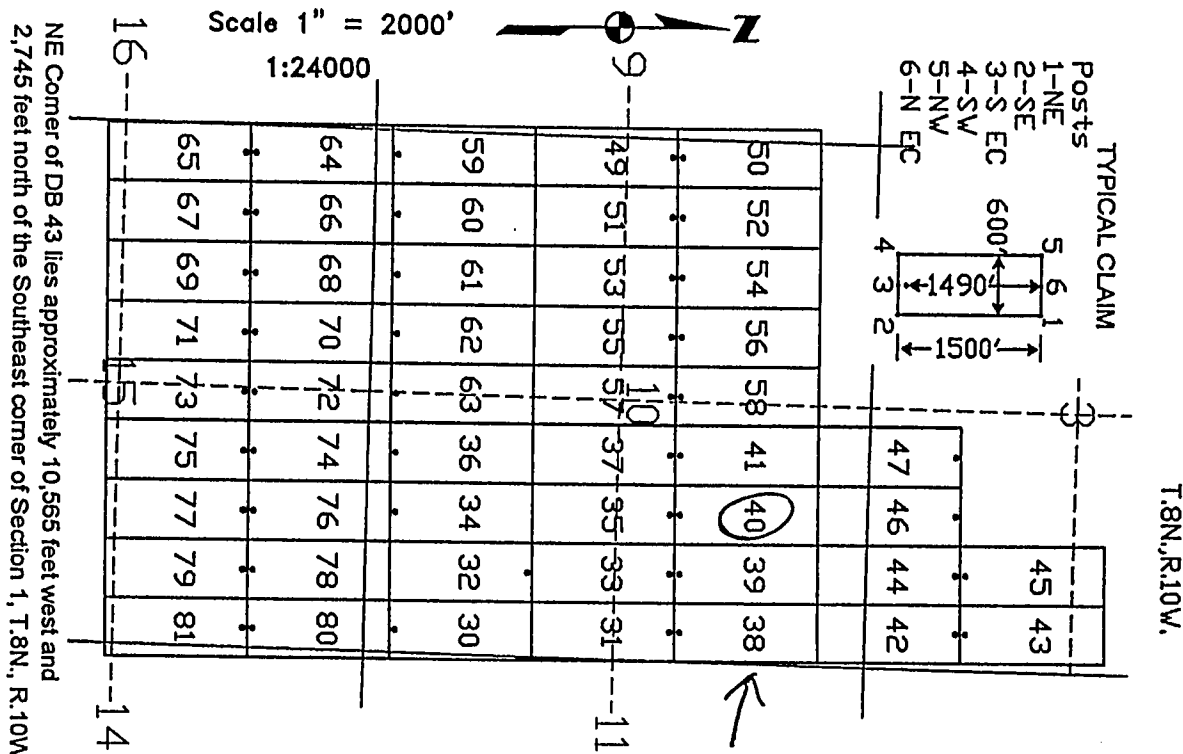 T.8N.,R.10W.
TYPICAL CLAIM
Posts
1-NE
2-SE
3-S EC
4-SW
5-NW
6-N EC
5 6 1
600'
1490'
1500'
4 3 2
Z
Scale 1" = 2000'
1:24000
3
45 43
47 46 44 42
50 52 54 56 58 41 40 39 38
9 10 11
49 51 53 55 57 37 35 33 31
59 60 61 62 63 36 34 32 30
64 66 68 70 72 74 76 78 80
65 67 69 71 73 75 77 79 81
16 15 14
NE Corner of DB 43 lies approximately 10,565 feet west and
2,745 feet north of the Southeast corner of Section 1, T.8N., R.10W